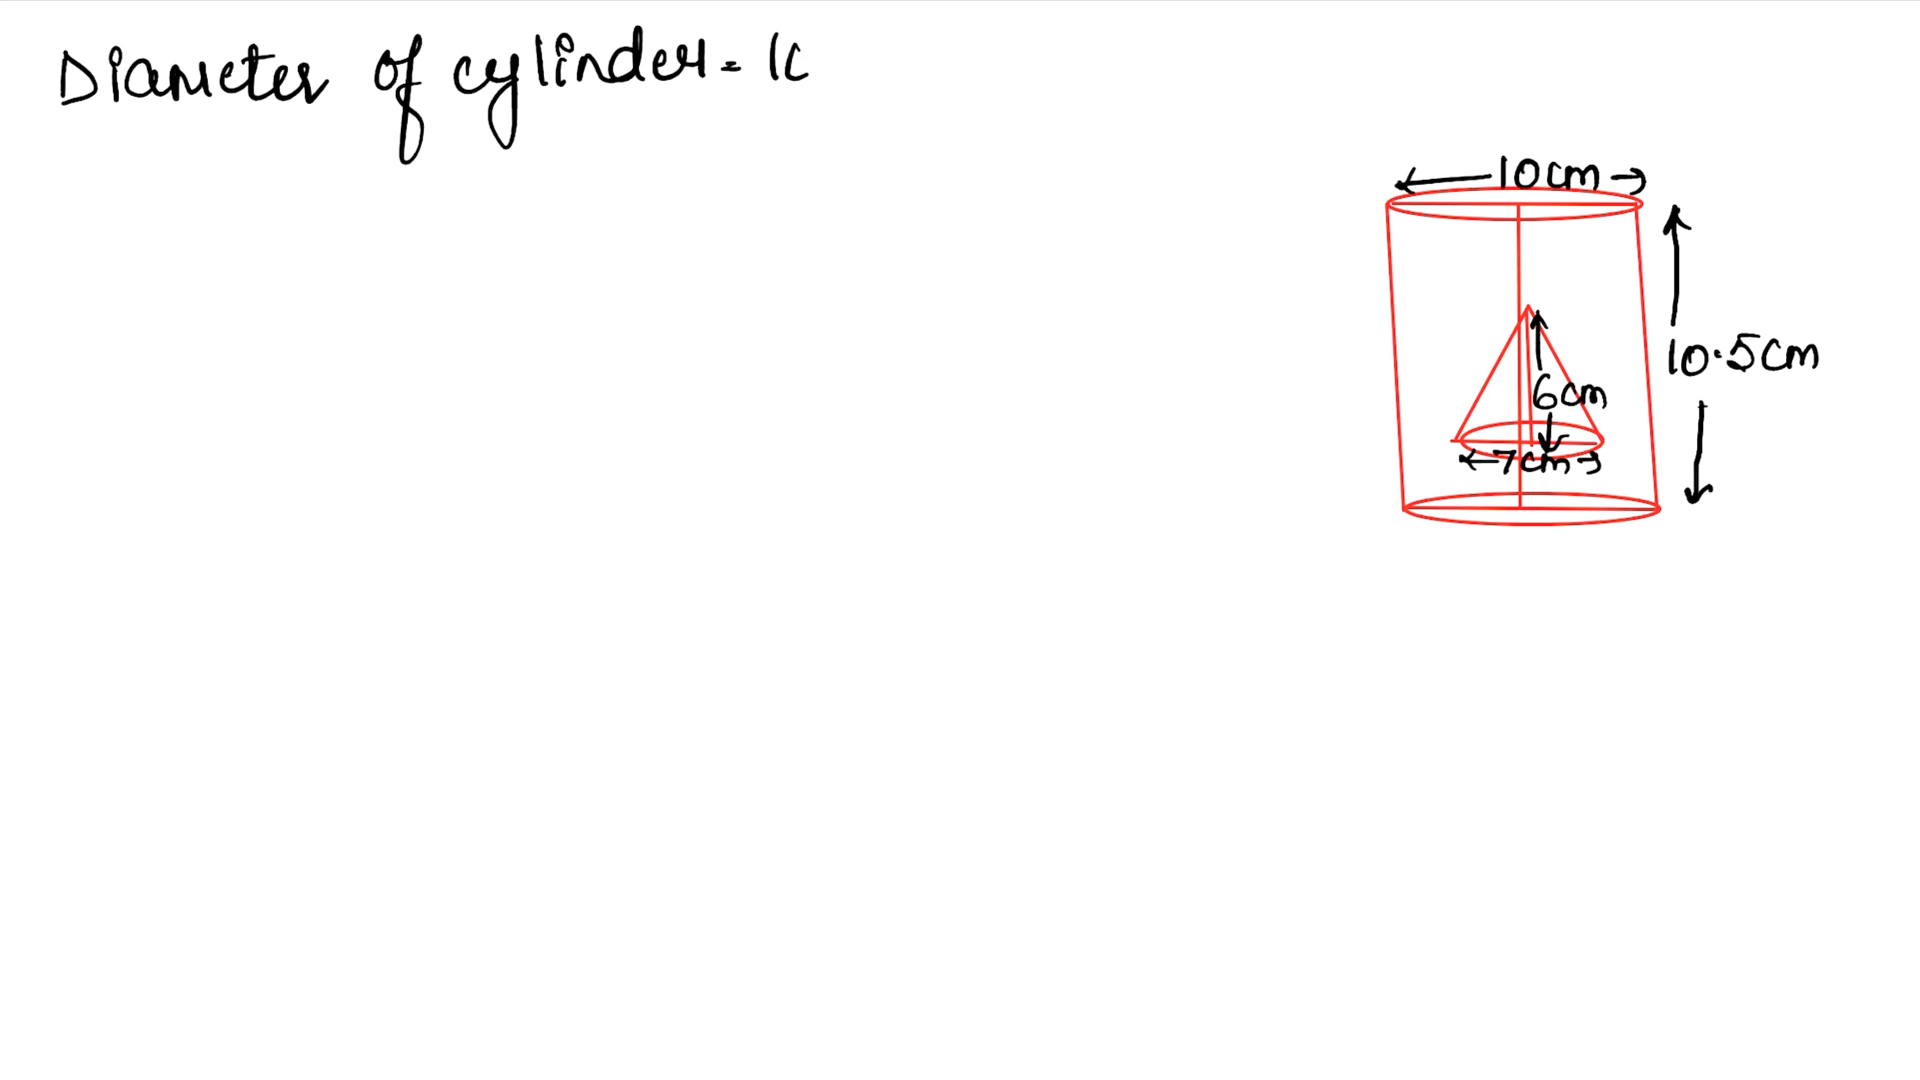 Diameter of cylinder = 1c
10cm
10.5cm
6cm
7cm